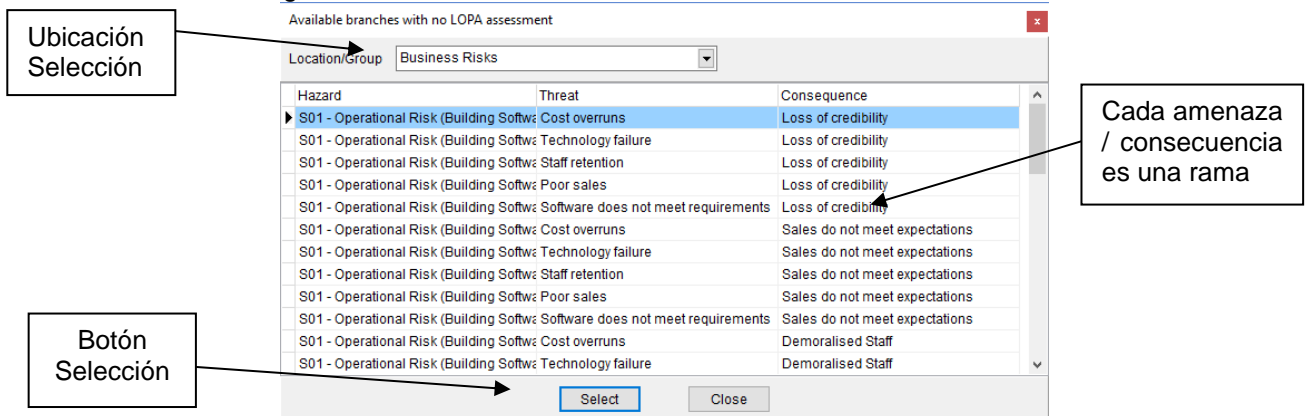 Available branches with no LOPA assessment
x
Ubicación
Selección
Location/Group Business Risks
Hazard Threat Consequence
S01 - Operational Risk (Building Softwa Cost overruns Loss of credibility
S01 - Operational Risk (Building Softwa Technology failure Loss of credibility
S01 - Operational Risk (Building Softwa Staff retention Loss of credibility
S01 - Operational Risk (Building Softwa Poor sales Loss of credibility
S01 - Operational Risk (Building Softwa Software does not meet requirements Loss of credibility
S01 - Operational Risk (Building Softwa Cost overruns Sales do not meet expectations
S01 - Operational Risk (Building Softwa Technology failure Sales do not meet expectations
S01 - Operational Risk (Building Softwa Staff retention Sales do not meet expectations
S01 - Operational Risk (Building Softwa Poor sales Sales do not meet expectations
S01 - Operational Risk (Building Softwa Software does not meet requirements Sales do not meet expectations
S01 - Operational Risk (Building Softwa Cost overruns Demoralised Staff
S01 - Operational Risk (Building Softwa Technology failure Demoralised Staff
Cada amenaza
/ consecuencia
es una rama
Botón
Selección
Select Close